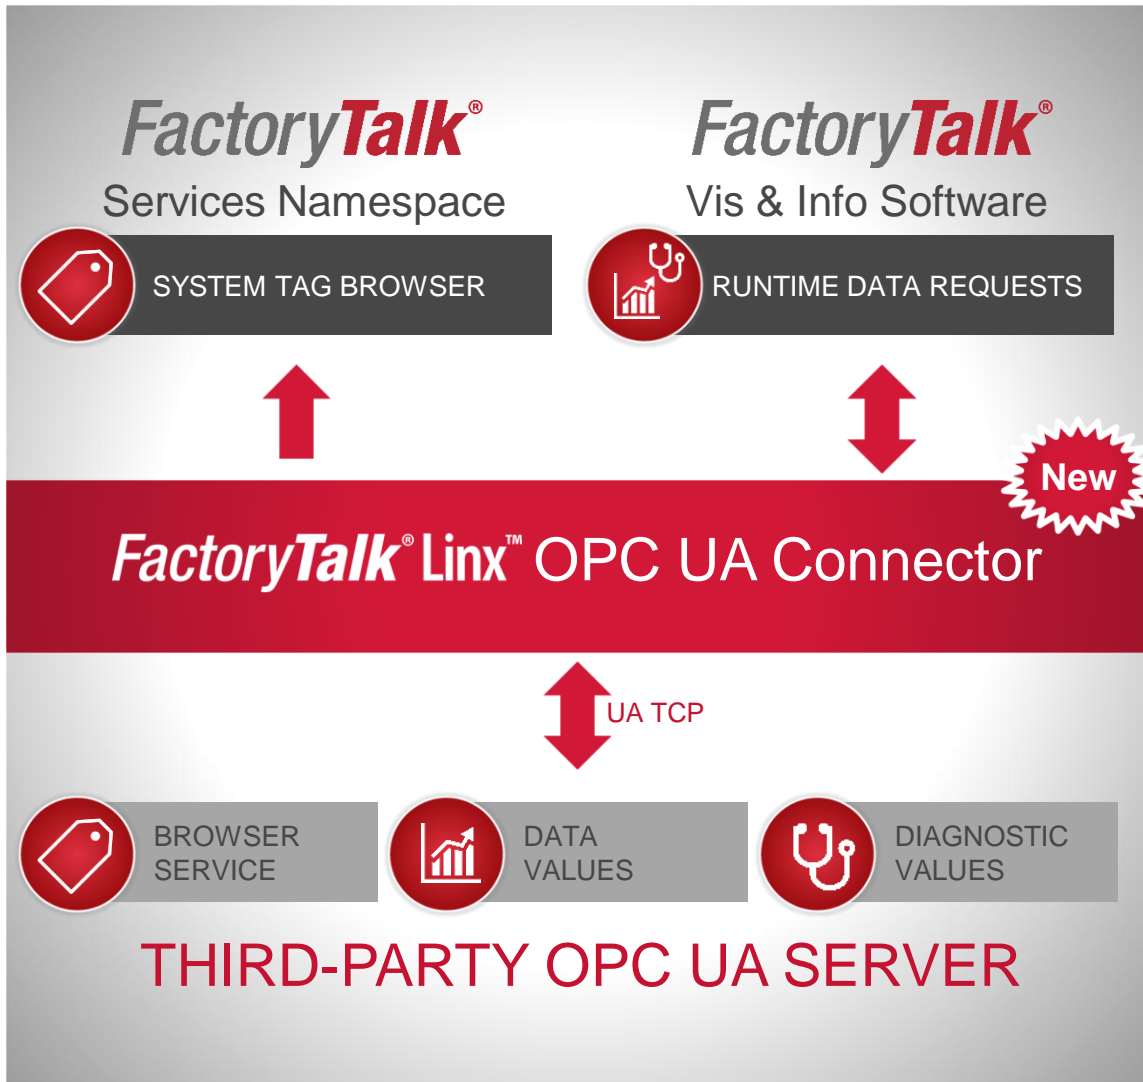 FactoryTalk®
Services Namespace
SYSTEM TAG BROWSER
FactoryTalk®
Vis & Info Software
RUNTIME DATA REQUESTS
New
FactoryTalk® Linx™ OPC UA Connector
UA TCP
BROWSER
SERVICE
DATA
VALUES
DIAGNOSTIC
VALUES
THIRD-PARTY OPC UA SERVER